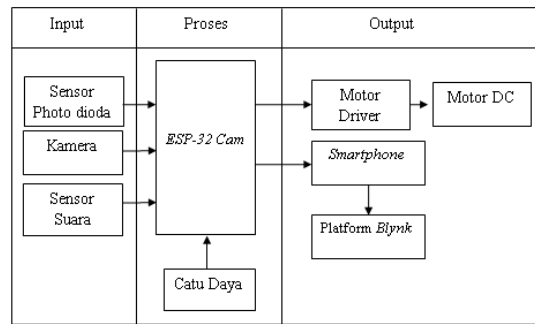 Input
Proses
Output
Sensor
Photo dioda
Kamera
Sensor
Suara
ESP-32 Cam
Catu Daya
Motor
Driver
Motor DC
Smartphone
Platform Blynk